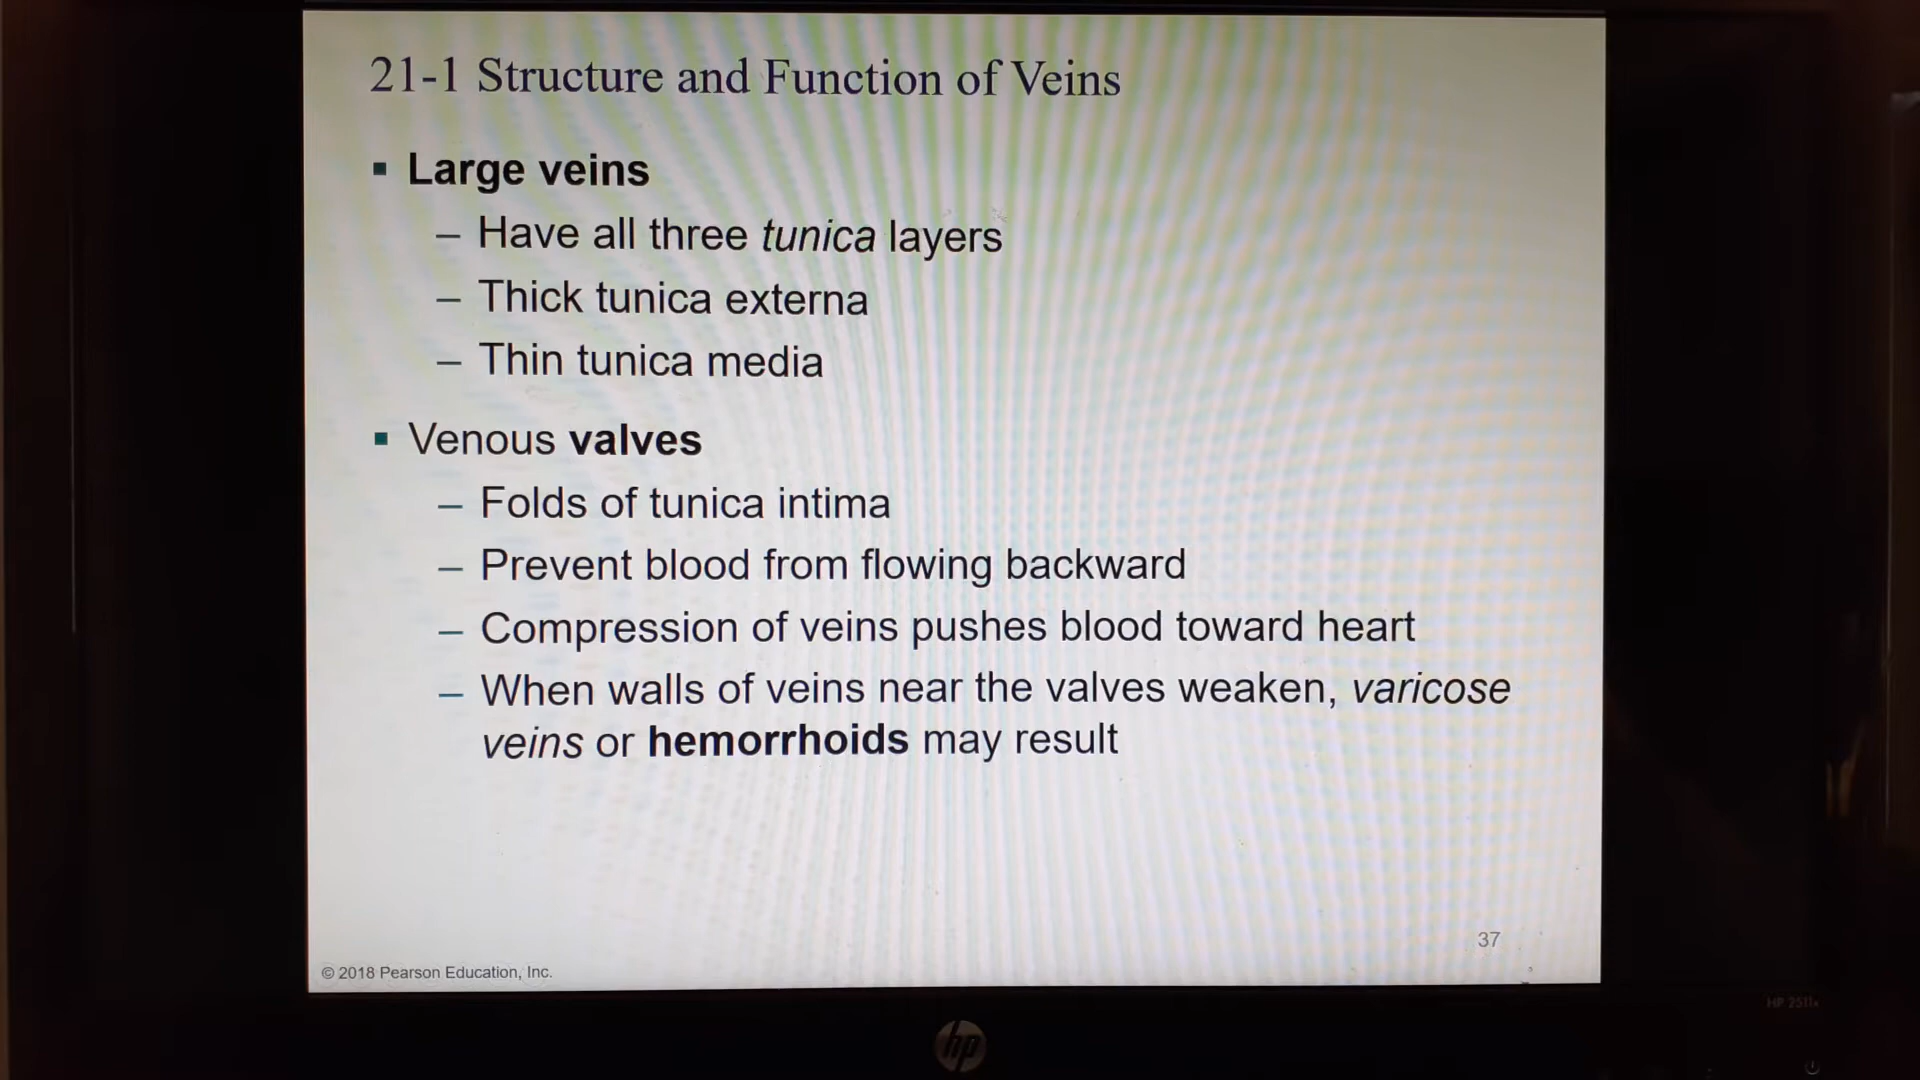 21-1 Structure and Function of Veins
▪ Large veins
– Have all three tunica layers
– Thick tunica externa
– Thin tunica media
▪ Venous valves
– Folds of tunica intima
– Prevent blood from flowing backward
– Compression of veins pushes blood toward heart
– When walls of veins near the valves weaken, varicose
veins or hemorrhoids may result
37
© 2018 Pearson Education, Inc.
hp